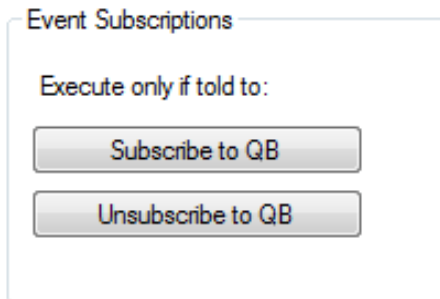 Event Subscriptions
Execute only if told to:
Subscribe to QB
Unsubscribe to QB